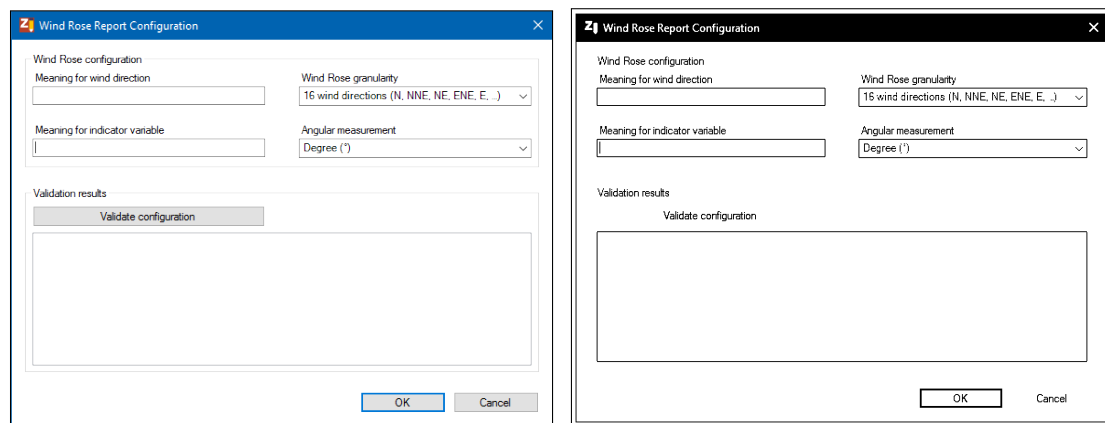 Wind Rose Report Configuration
Wind Rose configuration
Meaning for wind direction
Wind Rose granularity
16 wind directions (N, NNE, NE, ENE, E, ..)
Meaning for indicator variable
Angular measurement
Degree (°)
Validation results
Validate configuration
OK
Cancel
Wind Rose Report Configuration
Wind Rose configuration
Meaning for wind direction
Wind Rose granularity
16 wind directions (N, NNE, NE, ENE, E, ..)
Meaning for indicator variable
Angular measurement
Degree (°)
Validation results
Validate configuration
OK
Cancel